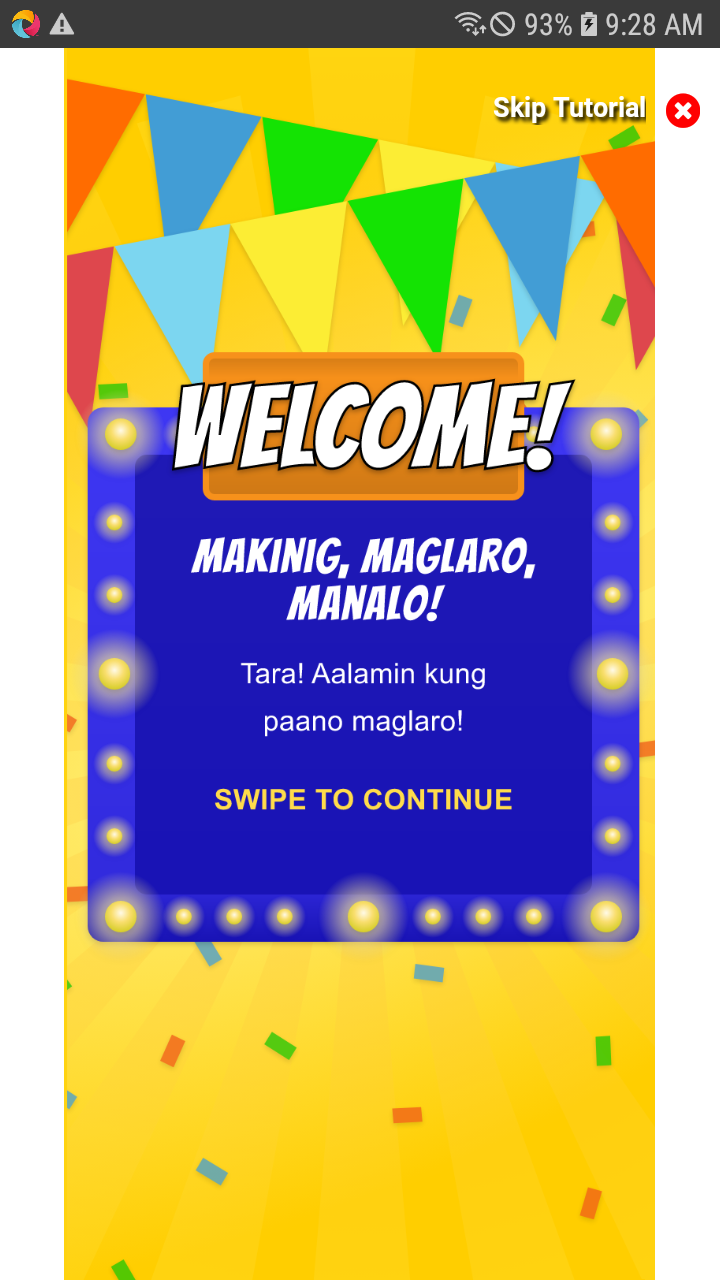 93% 9:28 AM
Skip Tutorial
WELCOME!
MAKINIG, MAGLARO,
MANALO!
Tara! Aalamin kung
paano maglaro!
SWIPE TO CONTINUE